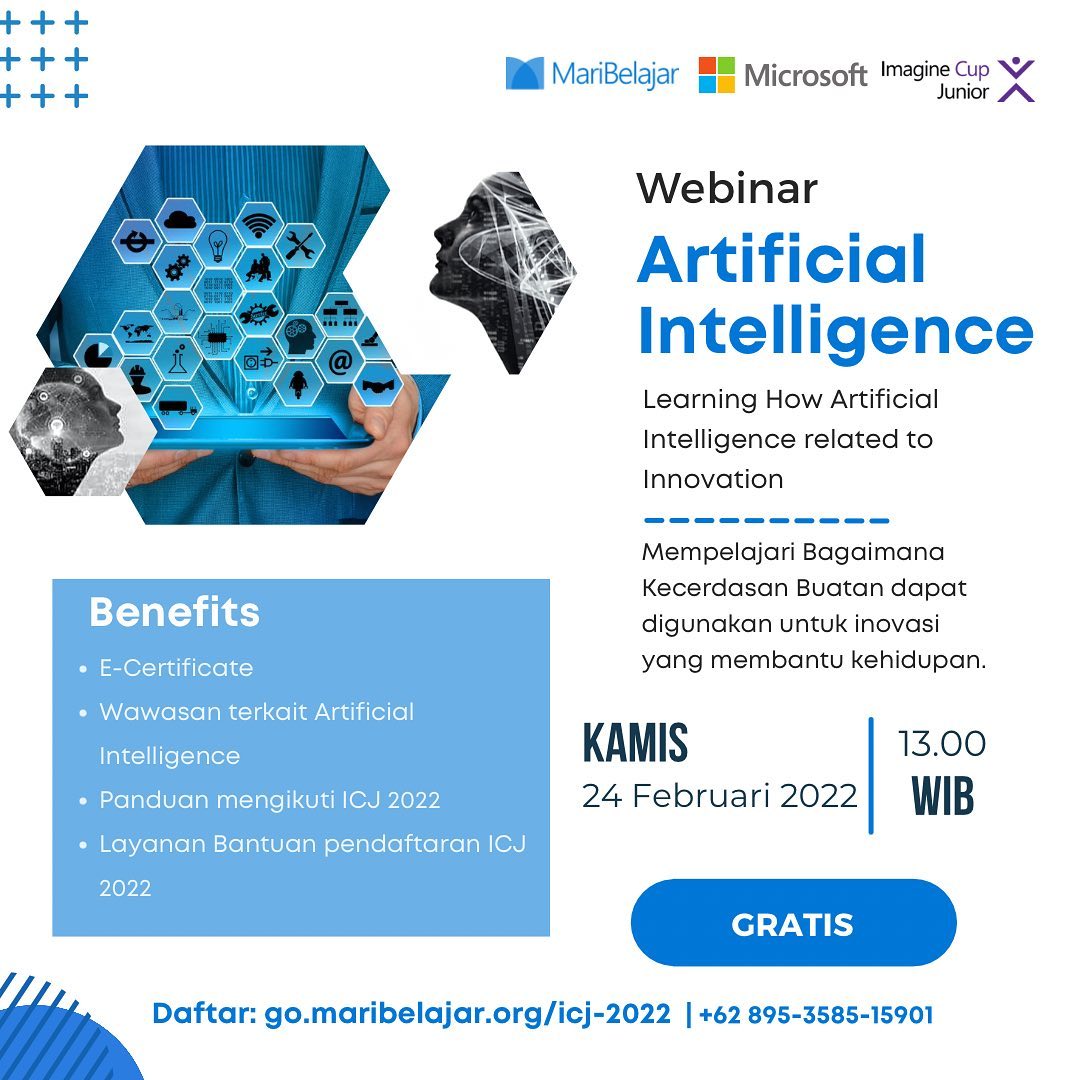 MariBelajar
Microsoft
Imagine Cup
Junior
Webinar
Artificial
Intelligence
Learning How Artificial
Intelligence related to
Innovation
Mempelajari Bagaimana
Kecerdasan Buatan dapat
digunakan untuk inovasi
yang membantu kehidupan.
Benefits
• E-Certificate
• Wawasan terkait Artificial
Intelligence
• Panduan mengikuti ICJ 2022
• Layanan Bantuan pendaftaran ICJ
2022
KAMIS
24 Februari 2022
13.00
WIB
GRATIS
Daftar: go.maribelajar.org/icj-2022 | +62 895-3585-15901